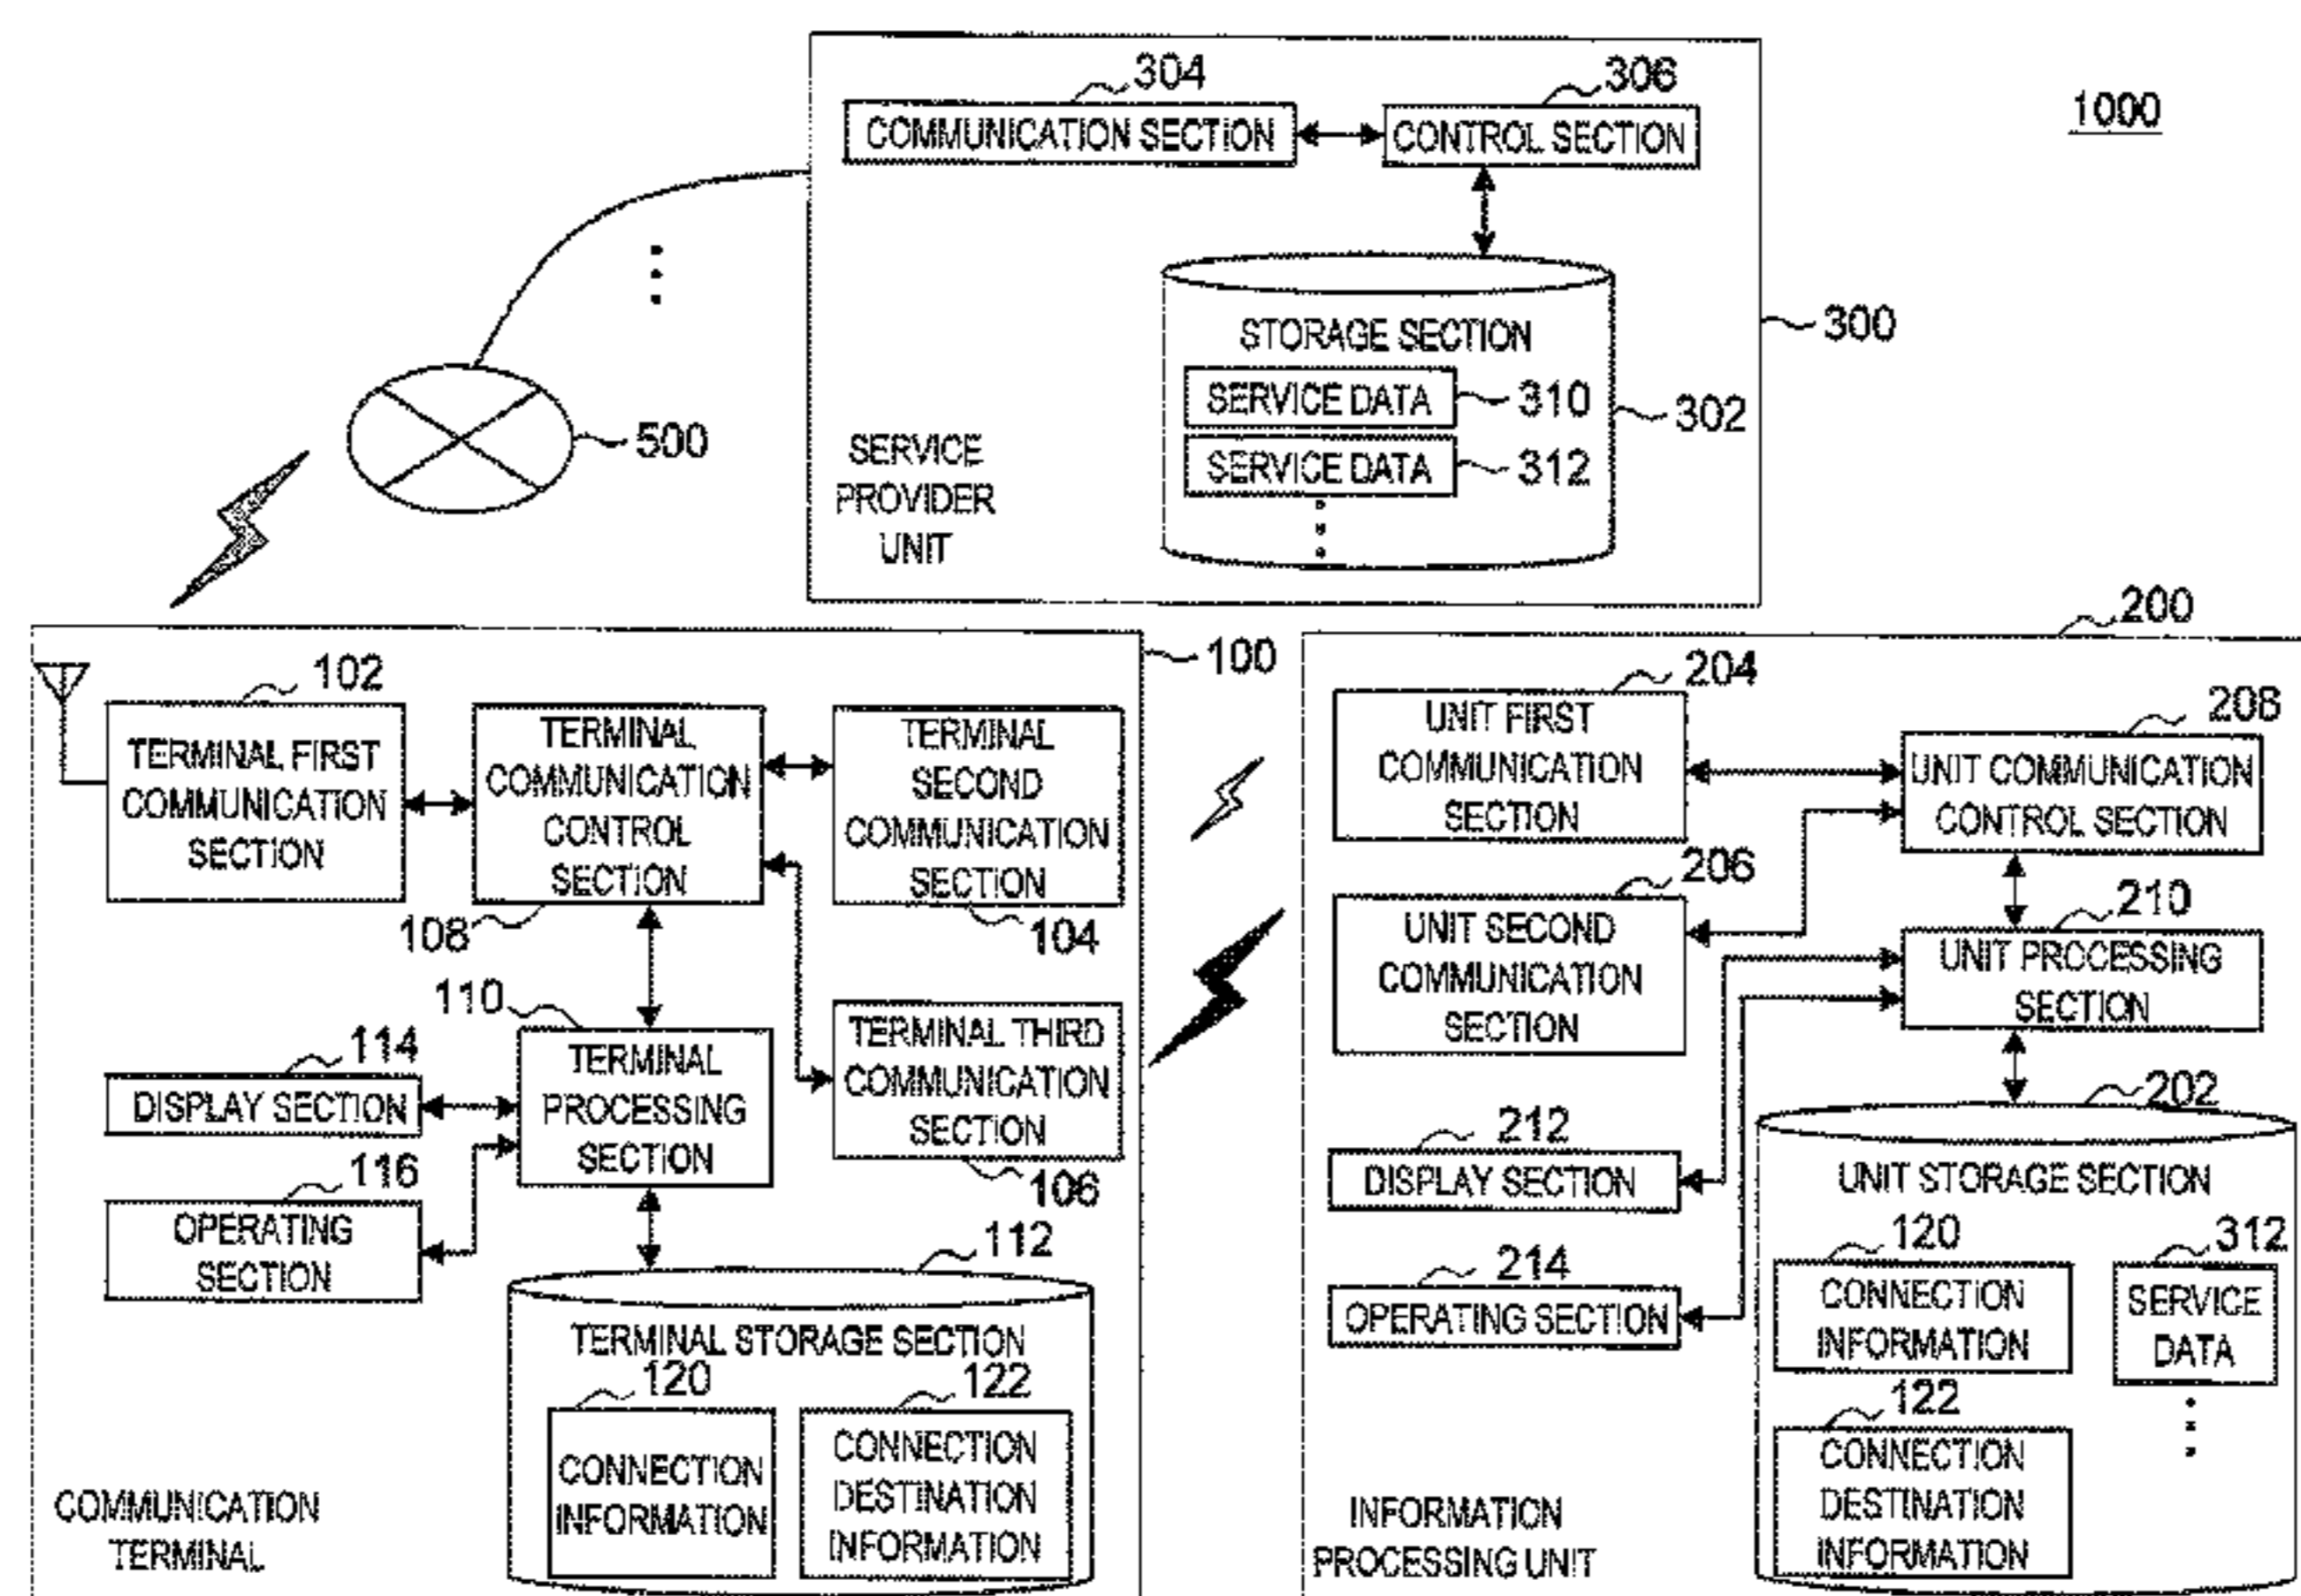 304
306
1000
COMMUNICATION SECTION
CONTROL SECTION
STORAGE SECTION
300
SERVICE DATA
310
302
SERVICE DATA
312
500
SERVICE
PROVIDER
UNIT
100
102
TERMINAL FIRST
COMMUNICATION
SECTION
TERMINAL
COMMUNICATION
CONTROL
SECTION
108
TERMINAL
SECOND
COMMUNICATION
SECTION
104
110
TERMINAL
PROCESSING
SECTION
TERMINAL THIRD
COMMUNICATION
SECTION
106
114
DISPLAY SECTION
116
OPERATING
SECTION
112
TERMINAL STORAGE SECTION
120
CONNECTION
INFORMATION
122
CONNECTION
DESTINATION
INFORMATION
COMMUNICATION
TERMINAL
200
204
UNIT FIRST
COMMUNICATION
SECTION
208
UNIT COMMUNICATION
CONTROL SECTION
206
UNIT SECOND
COMMUNICATION
SECTION
210
UNIT PROCESSING
SECTION
202
212
DISPLAY SECTION
214
OPERATING SECTION
UNIT STORAGE SECTION
120
CONNECTION
INFORMATION
312
SERVICE
DATA
122
CONNECTION
DESTINATION
INFORMATION
INFORMATION
PROCESSING UNIT